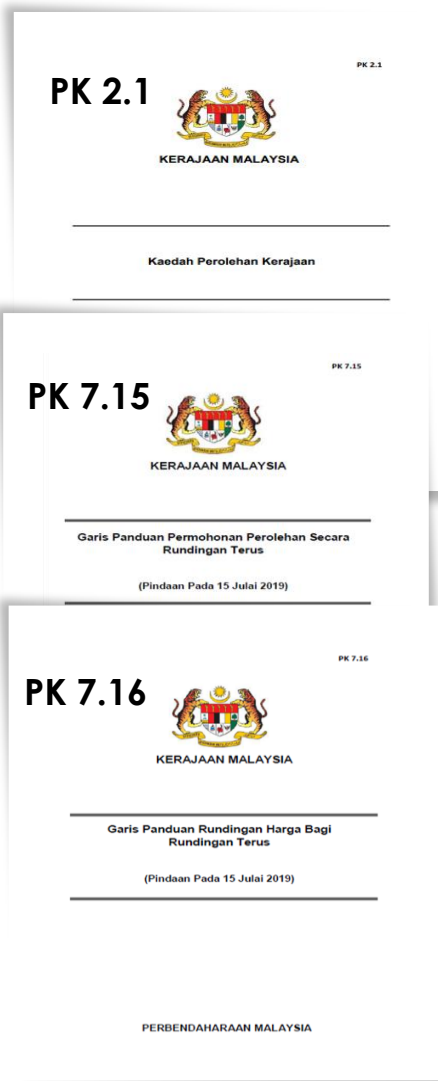 PK 2.1
PK 2.1
KERAJAAN MALAYSIA
Kaedah Perolehan Kerajaan
PK 7.15
PK 7.15
KERAJAAN MALAYSIA
Garis Panduan Permohonan Perolehan Secara
Rundingan Terus
(Pindaan Pada 15 Julai 2019)
PK 7.16
PK 7.16
KERAJAAN MALAYSIA
Garis Panduan Rundingan Harga Bagi
Rundingan Terus
(Pindaan Pada 15 Julai 2019)
PERBENDAHARAAN MALAYSIA